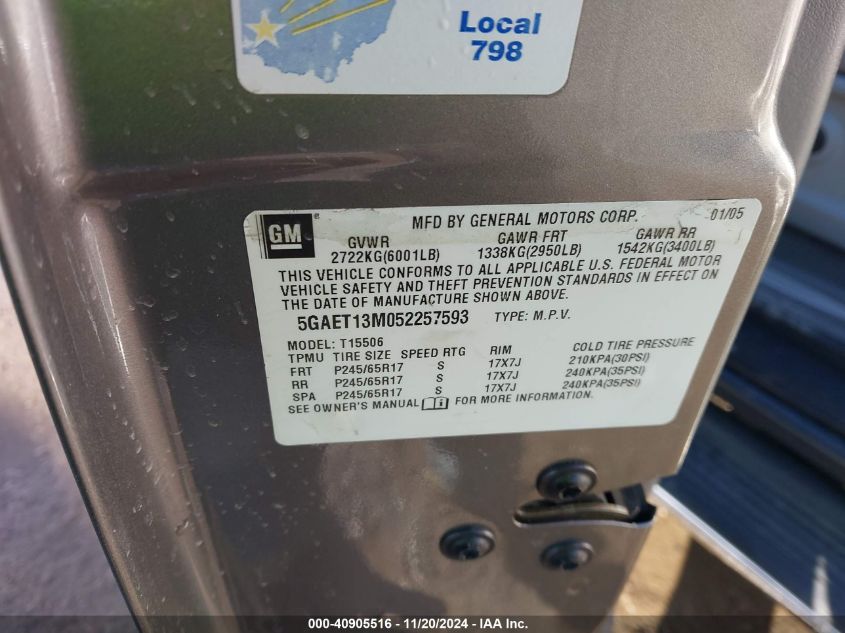 Local
798
GM
®
MFD BY GENERAL MOTORS CORP. 01/05
GVWR GAWR FRT GAWR RR
2722KG(6001LB) 1338KG(2950LB) 1542KG(3400LB)
THIS VEHICLE CONFORMS TO ALL APPLICABLE U.S. FEDERAL MOTOR
VEHICLE SAFETY AND THEFT PREVENTION STANDARDS IN EFFECT ON
THE DATE OF MANUFACTURE SHOWN ABOVE.
5GAET13M052257593 TYPE: M.P.V.
MODEL: T15506
TPMU TIRE SIZE SPEED RTG RIM COLD TIRE PRESSURE
FRT P245/65R17 S 17X7J 210KPA(30PSI)
RR P245/65R17 S 17X7J 240KPA(35PSI)
SPA P245/65R17 S 17X7J 240KPA(35PSI)
SEE OWNER'S MANUAL FOR MORE INFORMATION.
000-40905516 - 11/20/2024 - IAA Inc.